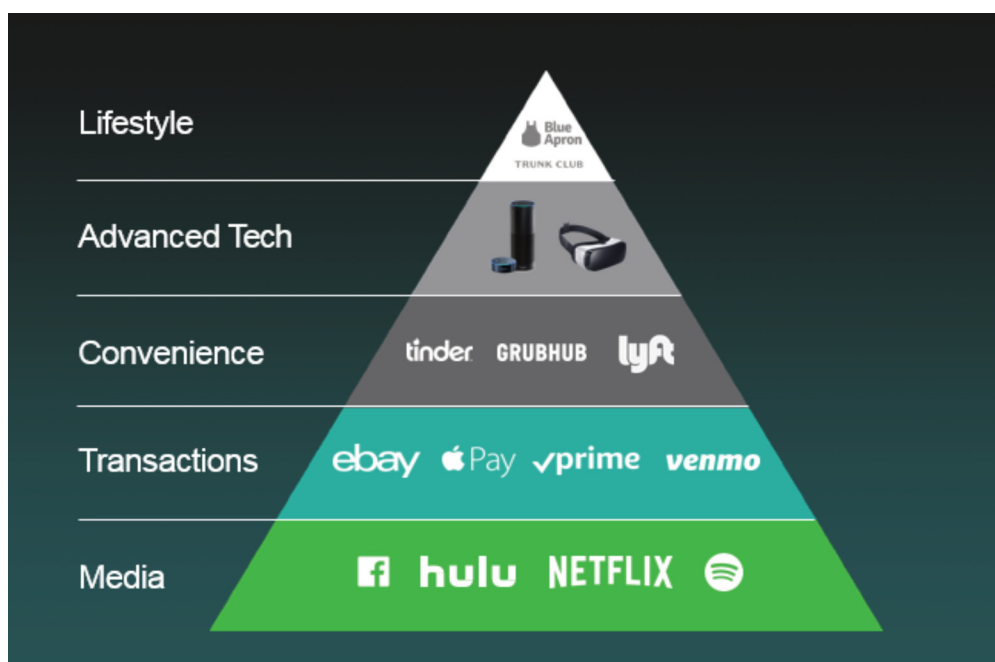 Lifestyle
Blue
Apron
TRUNK CLUB
Advanced Tech
Convenience
tinder GRUBHUB lyft
Transactions
ebay Pay prime venmo
Media
f hulu NETFLIX